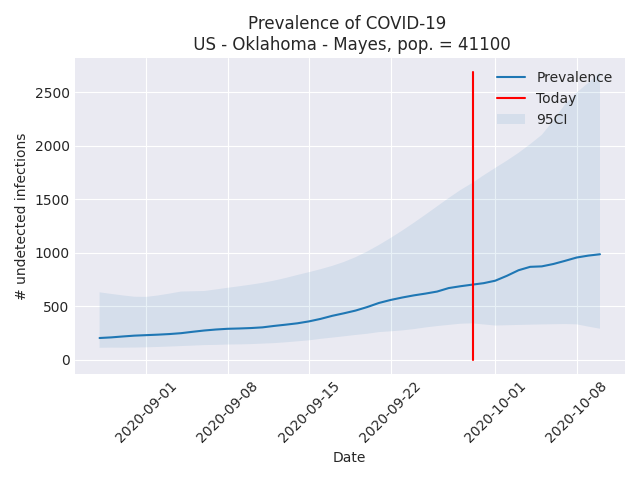 Prevalence of COVID-19
US - Oklahoma - Mayes, pop. = 41100
Prevalence
Today
95CI
2500
2000
1500
1000
500
0
# undetected infections
2020-09-01
2020-09-08
2020-09-15
2020-09-22
2020-10-01
2020-10-08
Date